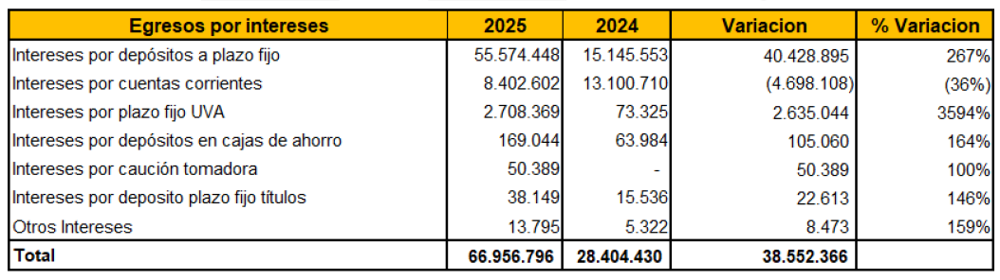 Egresos por intereses 2025 2024 Variacion % Variacion
Intereses por depósitos a plazo fijo 55.574.448 15.145.553 40.428.895 267%
Intereses por cuentas corrientes 8.402.602 13.100.710 (4.698.108) (36%)
Intereses por plazo fijo UVA 2.708.369 73.325 2.635.044 3594%
Intereses por depósitos en cajas de ahorro 169.044 63.984 105.060 164%
Intereses por caución tomadora 50.389 - 50.389 100%
Intereses por deposito plazo fijo títulos 38.149 15.536 22.613 146%
Otros Intereses 13.795 5.322 8.473 159%
Total 66.956.796 28.404.430 38.552.366